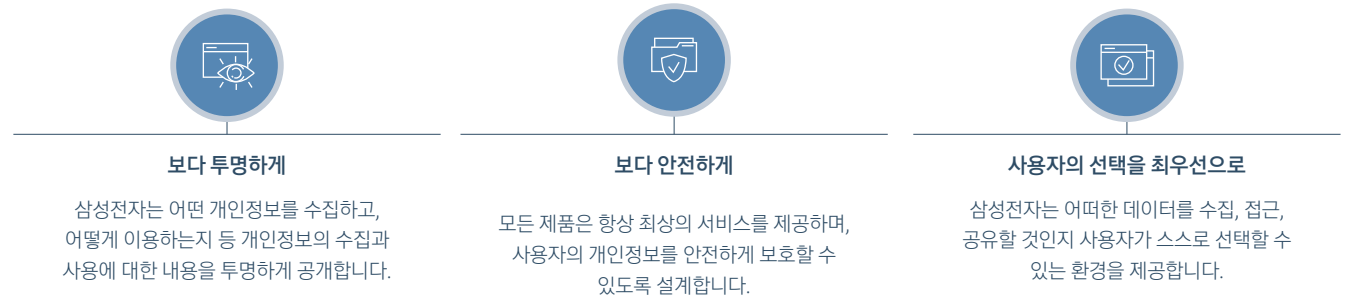 보다 투명하게
삼성전자는 어떤 개인정보를 수집하고,
어떻게 이용하는지 등 개인정보의 수집과
사용에 대한 내용을 투명하게 공개합니다.
보다 안전하게
모든 제품은 항상 최상의 서비스를 제공하며,
사용자의 개인정보를 안전하게 보호할 수
있도록 설계합니다.
사용자의 선택을 최우선으로
삼성전자는 어떠한 데이터를 수집, 접근,
공유할 것인지 사용자가 스스로 선택할 수
있는 환경을 제공합니다.